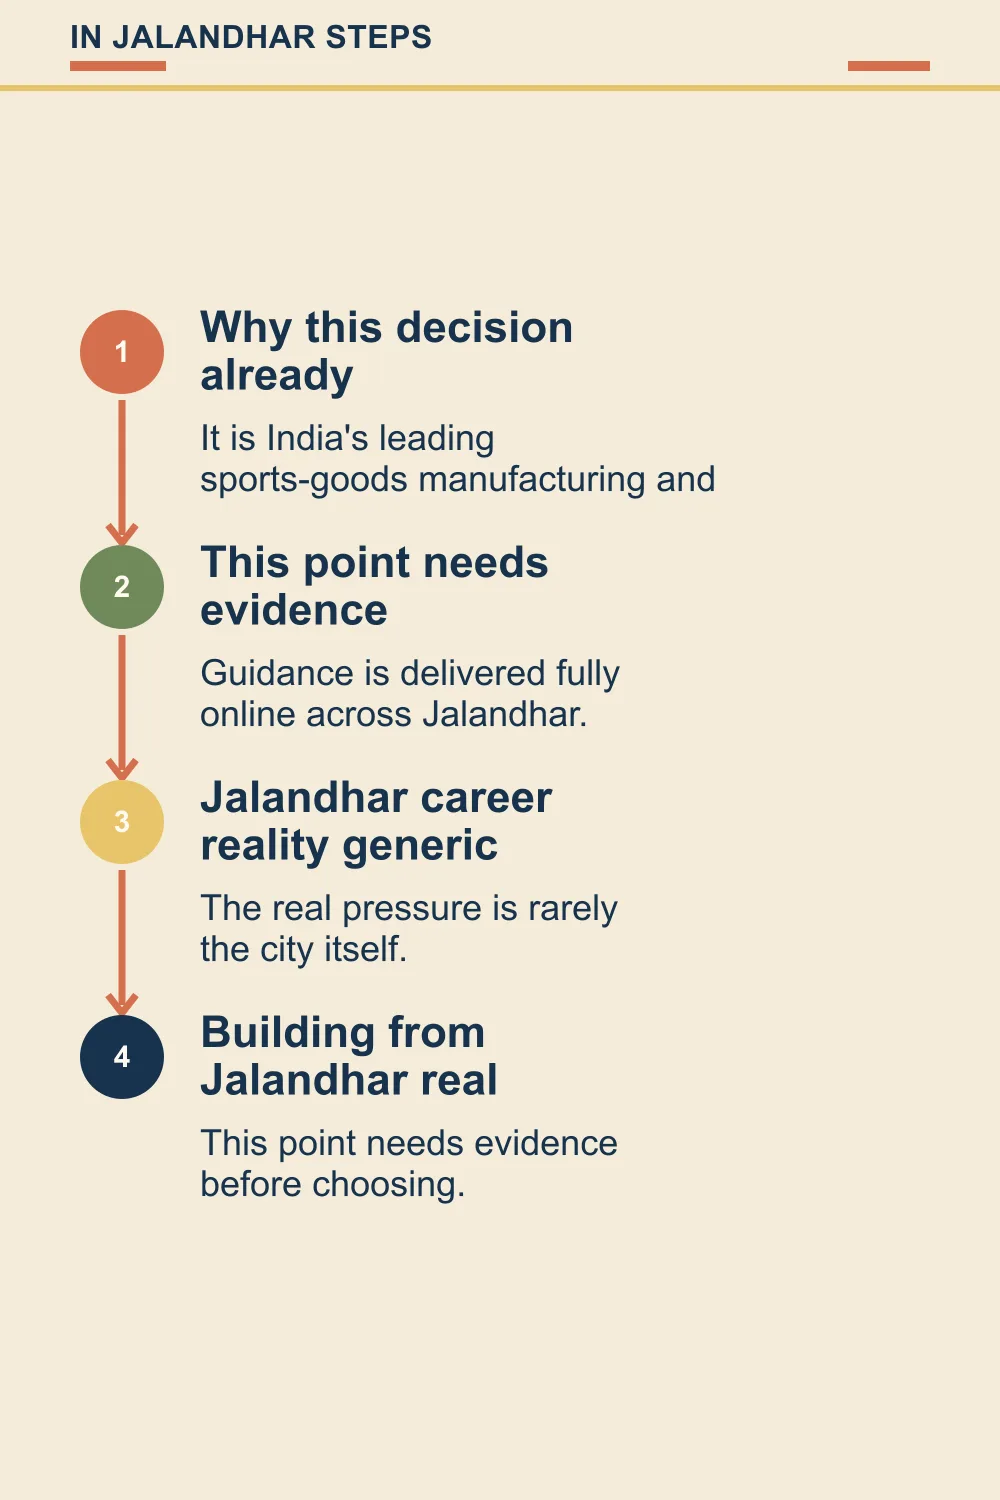 IN JALANDHAR STEPS
1
Why this decision
already
It is India's leading
sports-goods manufacturing and
2
This point needs
evidence
Guidance is delivered fully
online across Jalandhar.
3
Jalandhar career
reality generic
The real pressure is rarely
the city itself.
4
Building from
Jalandhar real
This point needs evidence
before choosing.